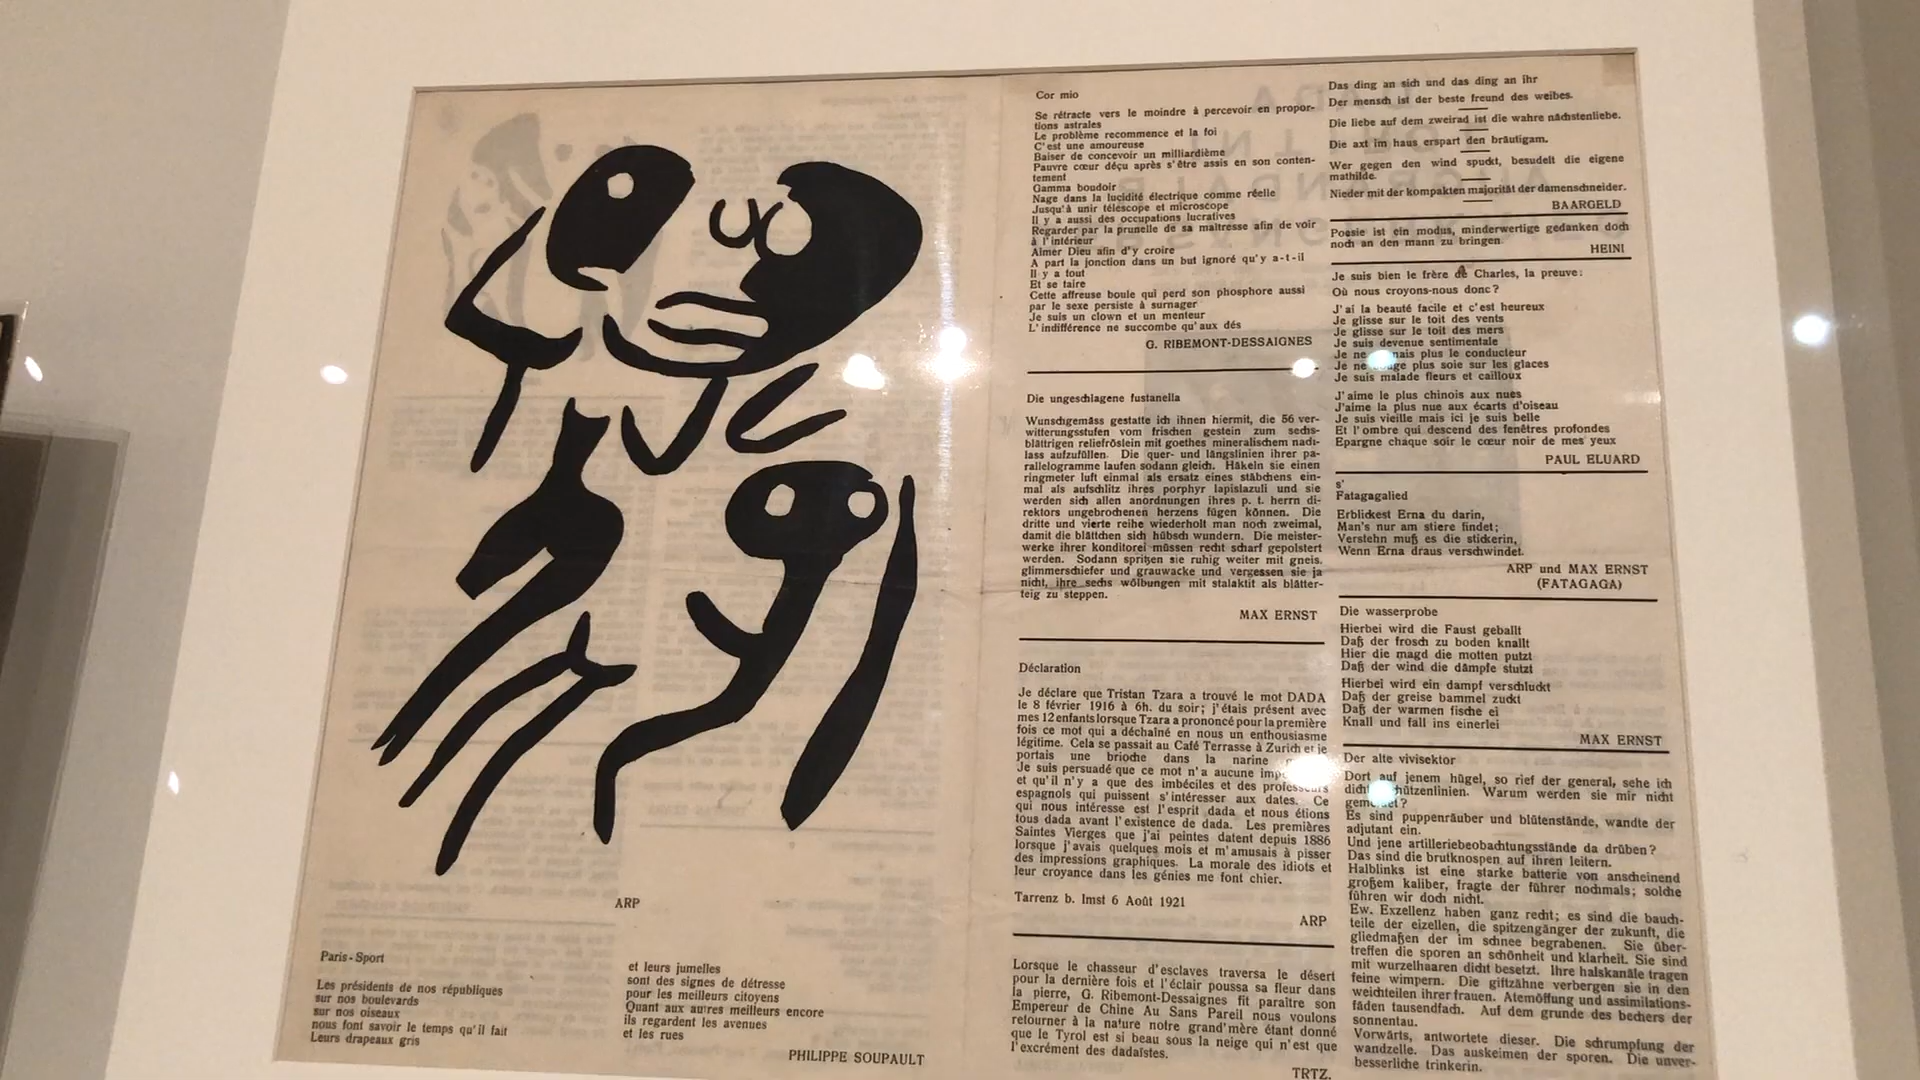 ARP
Paris-Sport
Les présidents de nos républiques
sur nos boulevards
sur nos oiseaux
nous font savoir le temps qu'il fait
Leurs drapeaux gris
et leurs jumelles
sont des signes de détresse
pour les meilleurs citoyens
Quant aux autres meilleurs encore
ils regardent les avenues
et les rues
PHILIPPE SOUPAULT
Cor mio
Se rétracte vers le moindre à percevoir en propor-
tions astrales
Le problème recommence et la foi
C'est une amoureuse
Baiser de concevoir un milliardième
Pauvre cœur déçu après s'être assis en son conten-
tement
Gamma boudoir
Nage dans la lucidité électrique comme réelle
Jusqu'à unir télescope et microscope
Il y a aussi des occupations lucratives
Regarder par la prunelle de sa maîtresse afin de voir
à l'intérieur
Aimer Dieu afin d'y croire
A part la jonction dans un but ignoré qu'y a-t-il
Il y a tout
Et se taire
Cette affreuse boule qui perd son phosphore aussi
par le sexe persiste à surnager
Je suis un clown et un menteur
L'indifférence ne succombe qu'aux dés
G. RIBEMONT-DESSAIGNES
Die ungeschlagene fustanella
Wunschgemäss gestatte ich ihnen hiermit, die 56 ver-
witterungsstufen vom frischen gestein zum sechs-
blättrigen reliefröslein mit goethes mineralischem nach-
lass aufzufüllen. Die quer- und längslinien ihrer pa-
rallelogramme laufen sodann gleich. Häkeln sie einen
ringmeter luft einmal als ersatz eines stäbchens ein-
mal als aufschlitz ihres porphyr lapislazuli und sie
werden sich allen anordnungen ihres p. t. herrn di-
rektors ungebrochenen herzens fügen können. Die
dritte und vierte reihe wiederholt man noch zweimal,
damit die blättchen sich hübsch wundern. Die meister-
werke ihrer konditorei müssen recht scharf gepolstert
werden. Sodann spritzen sie ruhig weiter mit gneis.
glimmerschiefer und grauwacke und vergessen sie ja
nicht, ihre sechs wölbungen mit stalaktit als blätter-
teig zu steppen.
MAX ERNST
Déclaration
Je déclare que Tristan Tzara a trouvé le mot DADA
le 8 février 1916 à 6h. du soir; j'étais présent avec
mes 12 enfants lorsque Tzara a prononcé pour la première
fois ce mot qui a déchaîné en nous un enthousiasme
légitime. Cela se passait au Café Terrasse à Zurich et je
portais une brioche dans la narine
Je suis persuadé que ce mot n'a aucune
et qu'il n'y a que des imbéciles et des professeurs
espagnols qui puissent s'intéresser aux dates. Ce
qui nous intéresse est l'esprit dada et nous étions
tous dada avant l'existence de dada. Les premières
Saintes Vierges que j'ai peintes datent depuis 1886
lorsque j'avais quelques mois et m'amusais à pisser
des impressions graphiques. La morale des idiots et
leur croyance dans les génies me font chier.
Tarrenz b. Imst 6 Août 1921
ARP
Lorsque le chasseur d'esclaves traversa le désert
pour la dernière fois et l'éclair poussa sa fleur dans
la pierre, G. Ribemont-Dessaignes fit paraître son
Empereur de Chine Au Sans Pareil nous voulons
retourner à la nature notre grand'mère étant donné
que le Tyrol est si beau sous la neige qui n'est que
l'excrément des dadaïstes.
TRTZ.
Das ding an sich und das ding an ihr
Der mensch ist der beste freund des weibes.
Die liebe auf dem zweirad ist die wahre nächstenliebe.
Die axt im haus erspart den bräutigam.
Wer gegen den wind spuckt, besudelt die eigene
mathilde.
Nieder mit der kompakten majorität der damenschneider.
BAARGELD
Poesie ist ein modus, minderwertige gedanken doch
noch an den mann zu bringen.
HEINI
Je suis bien le frère de Charles, la preuve:
Où nous croyons-nous donc?
J'ai la beauté facile et c'est heureux
Je glisse sur le toit des vents
Je glisse sur le toit des mers
Je suis devenue sentimentale
Je ne plus le conducteur
Je ne plus soie sur les glaces
Je suis malade fleurs et cailloux
J'aime le plus chinois aux nues
J'aime la plus nue aux écarts d'oiseau
Je suis vieille mais ici je suis belle
Et l'ombre qui descend des fenêtres profondes
Epargne chaque soir le cœur noir de mes yeux
PAUL ELUARD
s'
Fatagagalied
Erblickest Erna du darin,
Man's nur am stiere findet;
Verstehn muß es die stickerin,
Wenn Erna draus verschwindet.
ARP und MAX ERNST
(FATAGAGA)
Die wasserprobe
Hierbei wird die Faust geballt
Daß der frosch zu boden knallt
Hier die magd die motten putzt
Daß der wind die dämpfe stutzt
Hierbei wird ein dampf verschluckt
Daß der greise bammel zuckt
Daß der warmen fische ei
Knall und fall ins einerlei
MAX ERNST
Der alte vivisektor
Dort auf jenem hügel, so rief der general, sehe ich
Warum werden sie mir nicht
Es sind puppenräuber und blütenstände, wandte der
adjutant ein.
Und jene artilleriebeobachtungsstände da drüben?
Das sind die brutknospen auf ihren leitern.
Halblinks ist eine starke batterie von anscheinend
großem kaliber, fragte der führer nochmals; solche
führen wir doch nicht.
Ew. Exzellenz haben ganz recht; es sind die bauch-
teile der eizellen, die spitzengänger der zukunft, die
gliedmaßen der im schnee begrabenen. Sie über-
treffen die sporen an schönheit und klarheit. Sie sind
mit wurzelhaaren dicht besetzt. Ihre halskanäle tragen
feine wimpern. Die giftzähne verbergen sie in den
weichteilen ihrer frauen. Atemöffung und assimilations-
fäden tausendfach. Auf dem grunde des bechers der
sonnentau.
Vorwärts, antwortete dieser. Die schrumpfung der
wandzelle. Das auskeimen der sporen. Die unver-
besserliche trinkerin.